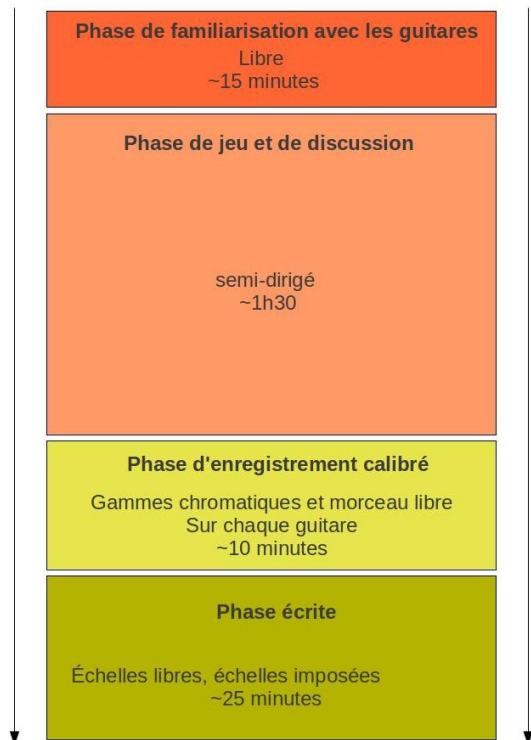 Phase de familiarisation avec les guitares
Libre
~15 minutes
Phase de jeu et de discussion
semi-dirigé
~1h30
Phase d'enregistrement calibré
Gammes chromatiques et morceau libre
Sur chaque guitare
~10 minutes
Phase écrite
Échelles libres, échelles imposées
~25 minutes